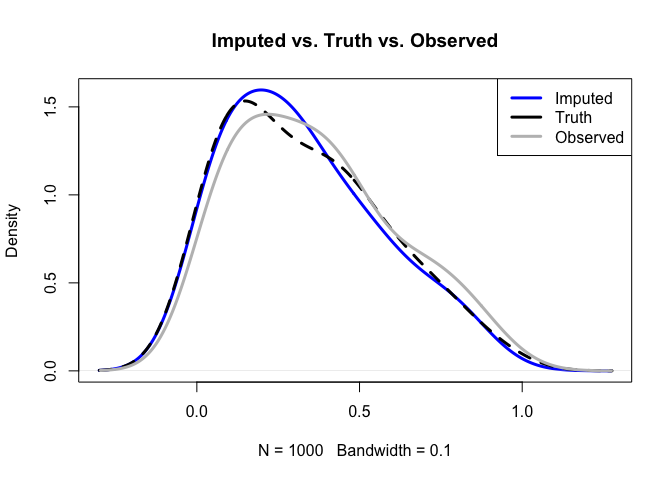 Imputed vs. Truth vs. Observed
Imputed
Truth
Observed
Density
1.5
1.0
0.5
0.0
0.0 0.5 1.0
N = 1000 Bandwidth = 0.1